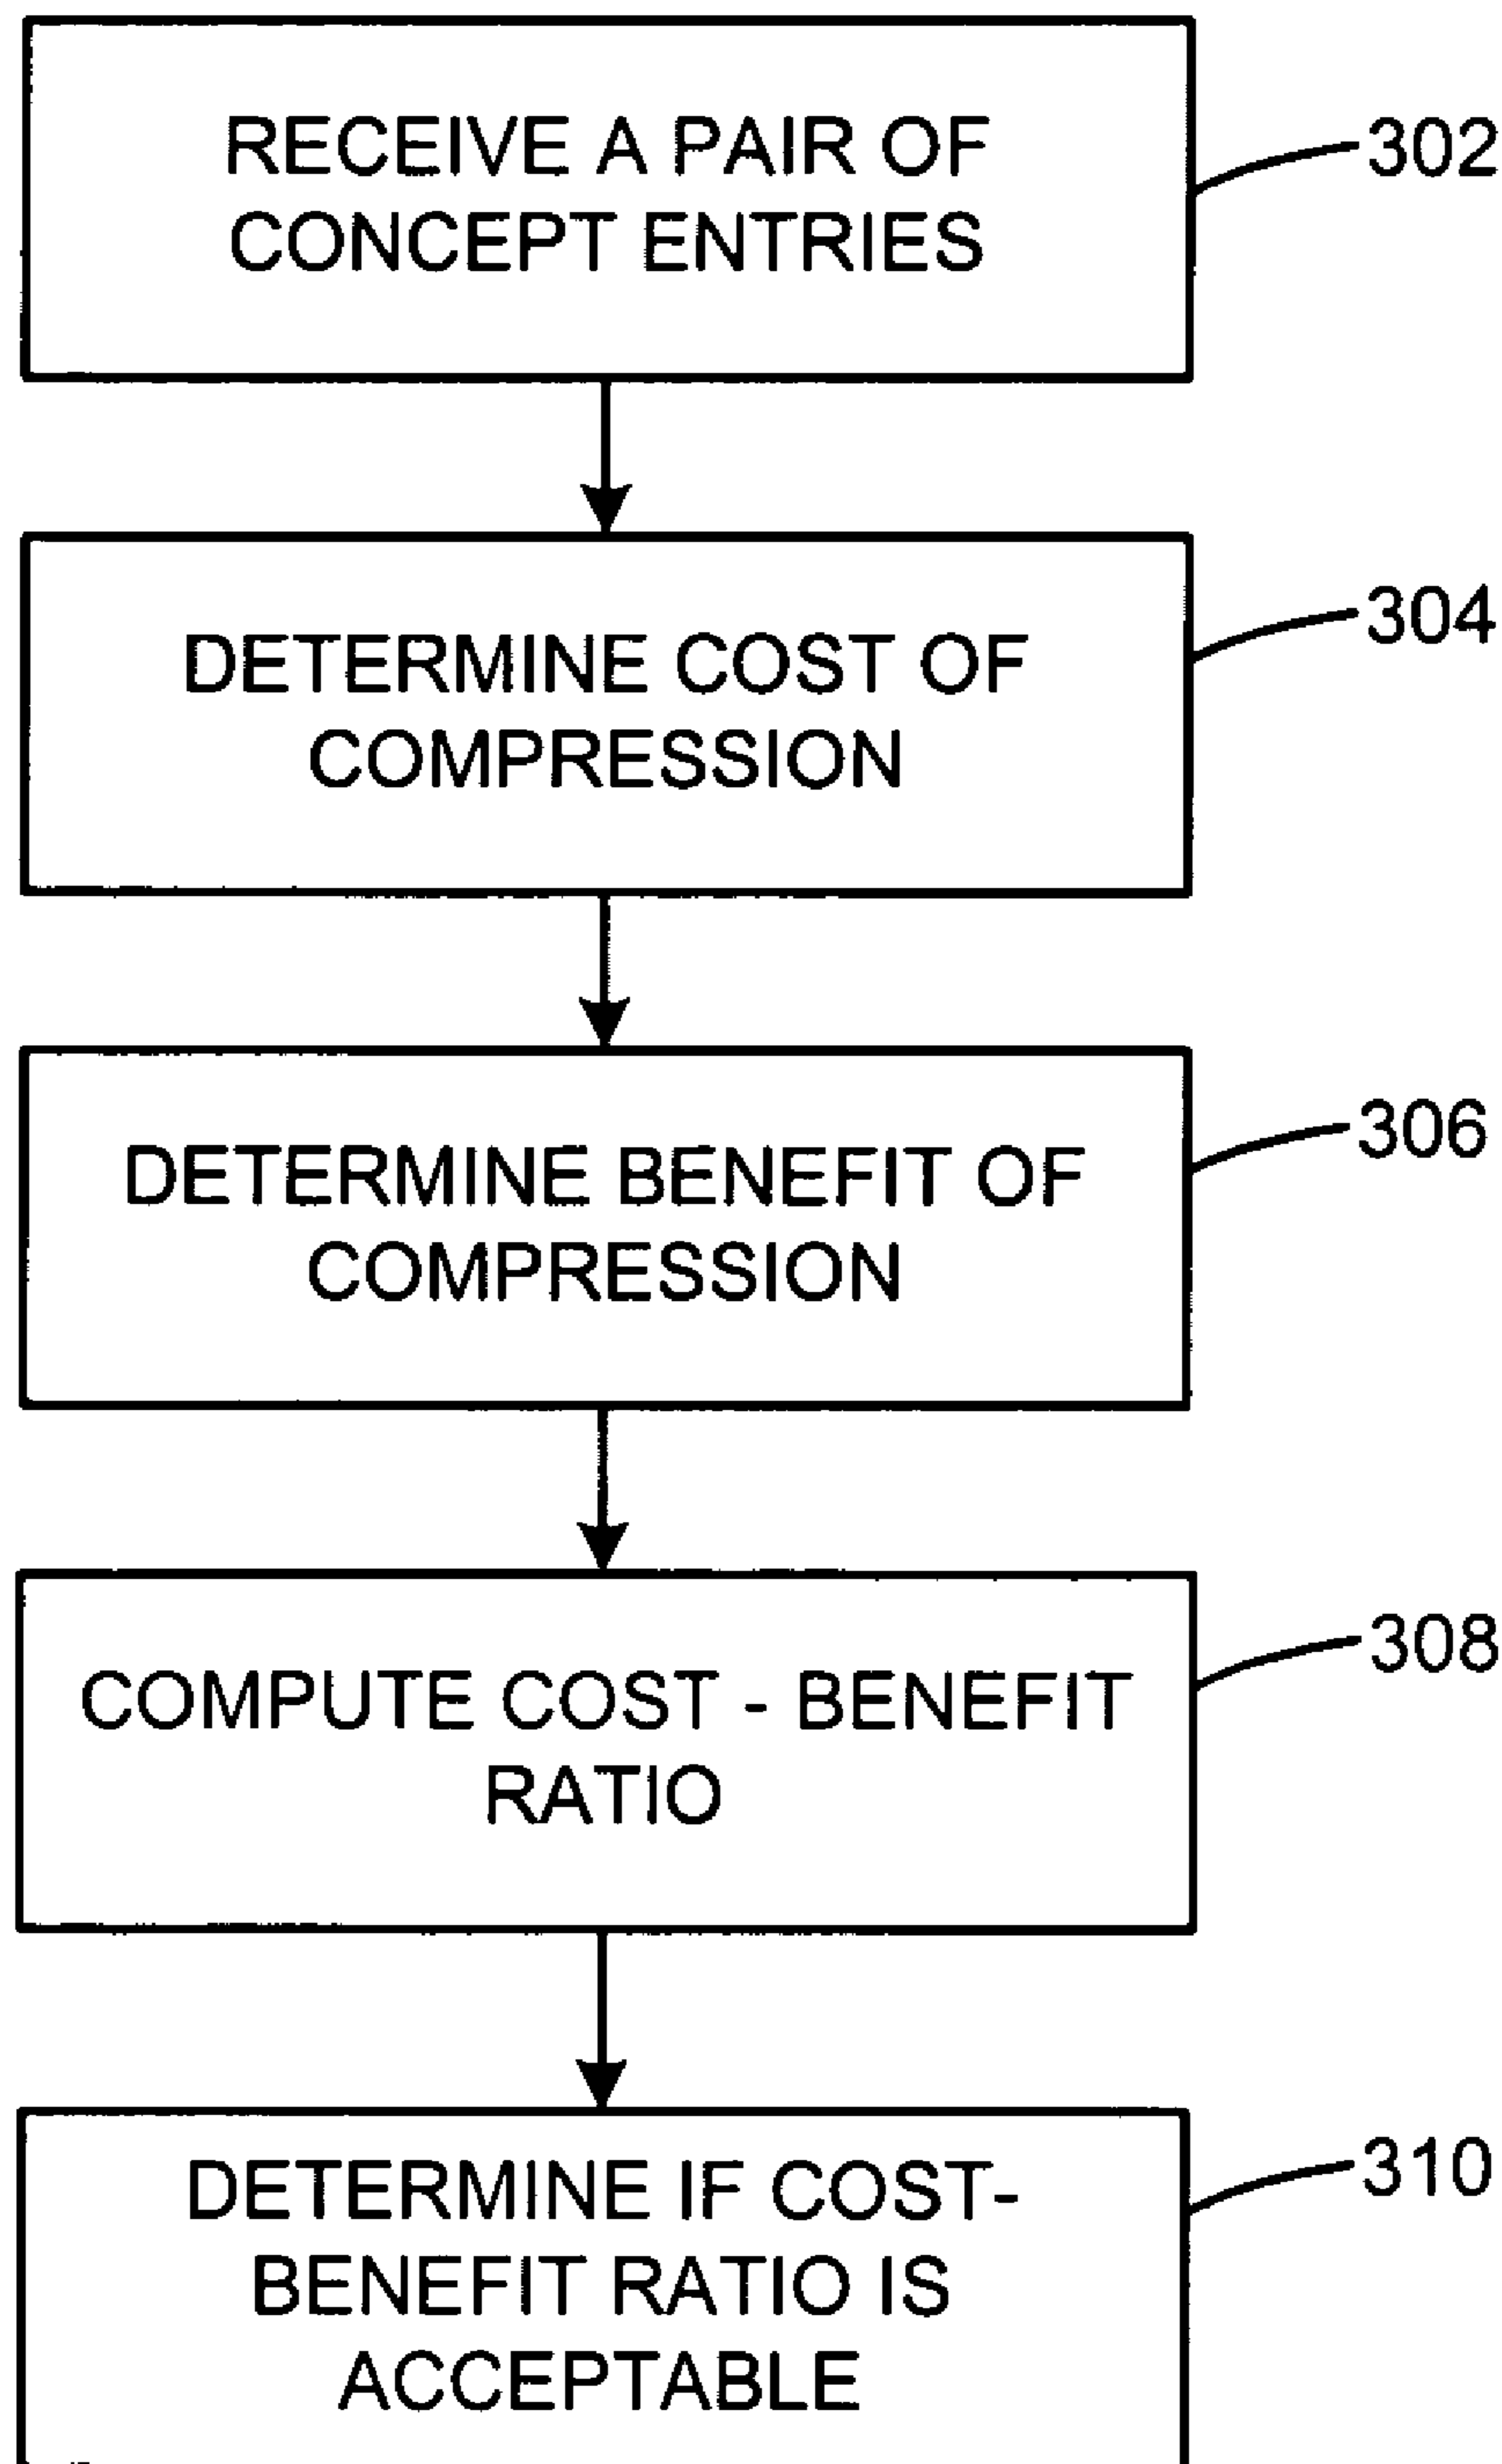 RECEIVE A PAIR OF
CONCEPT ENTRIES
302
DETERMINE COST OF
COMPRESSION
304
DETERMINE BENEFIT OF
COMPRESSION
306
COMPUTE COST - BENEFIT
RATIO
308
DETERMINE IF COST-
BENEFIT RATIO IS
ACCEPTABLE
310